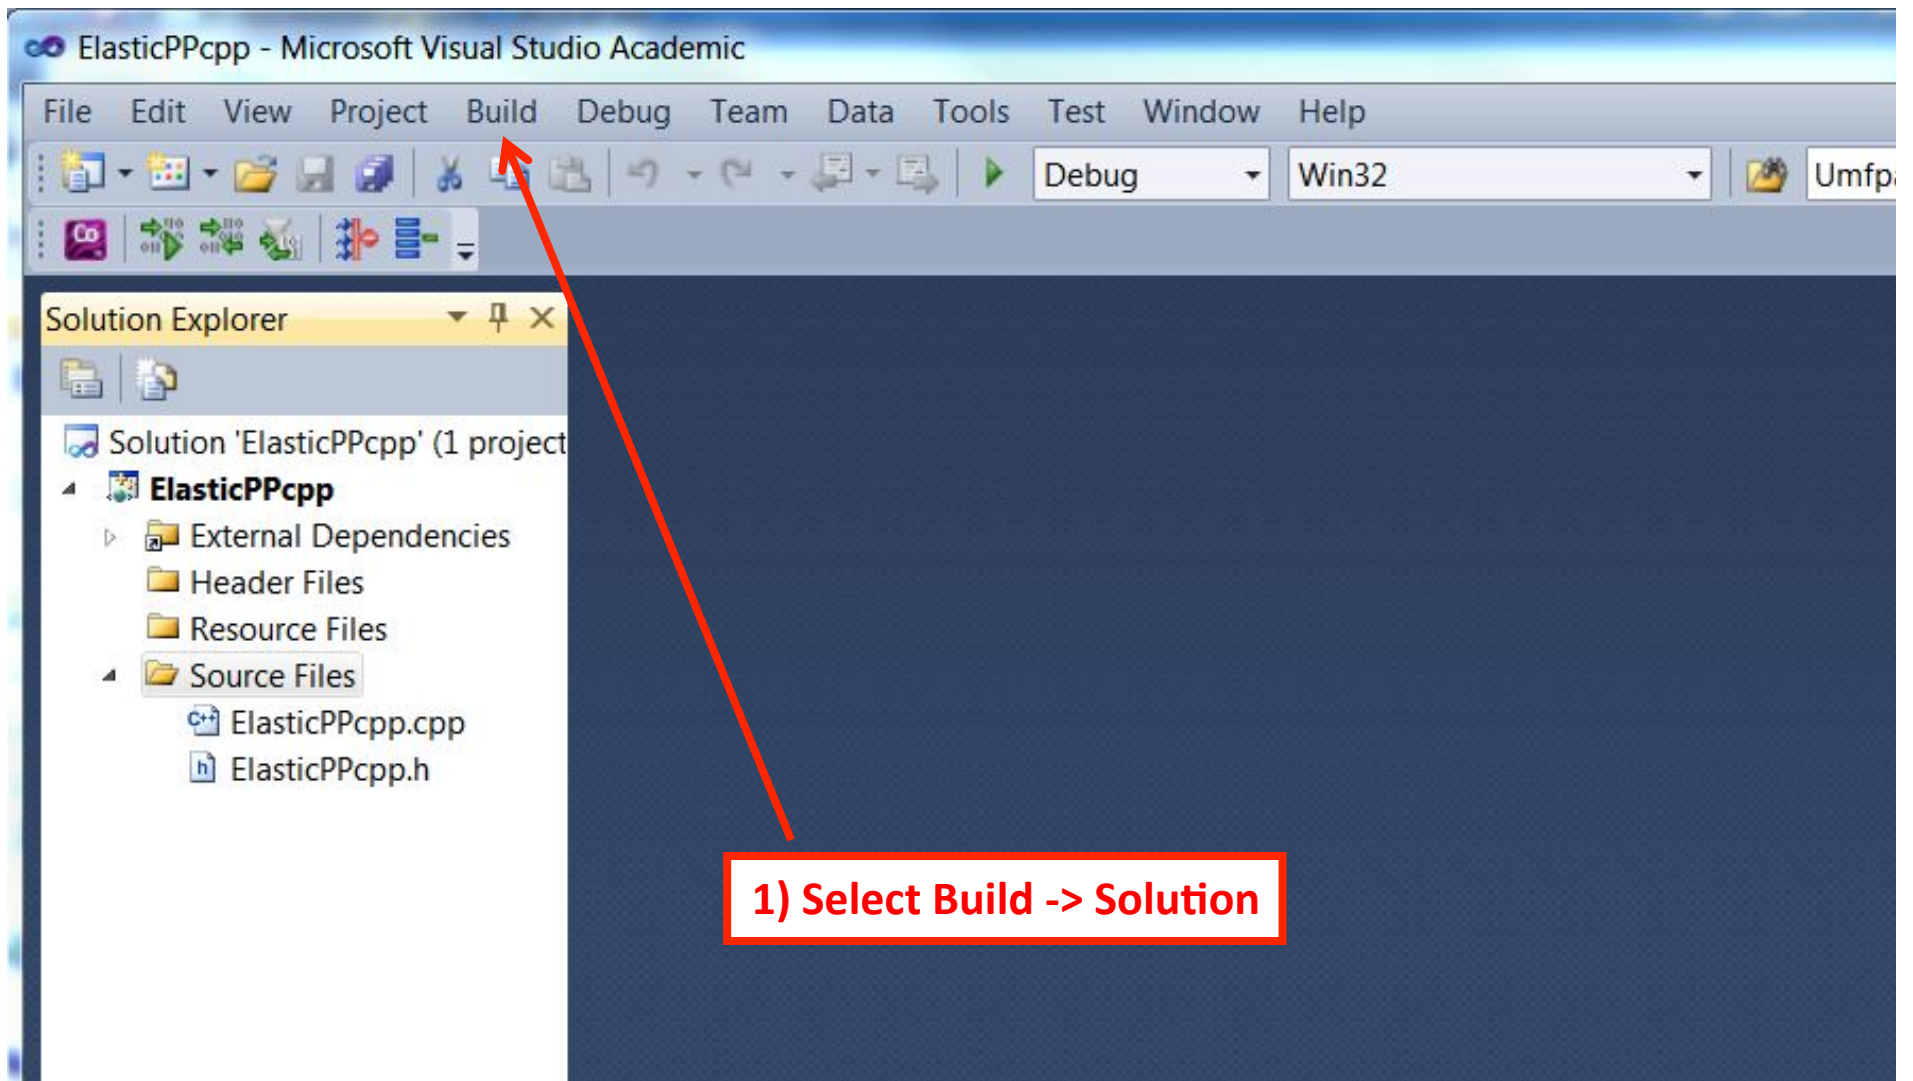 ElasticPPcpp - Microsoft Visual Studio Academic
File Edit View Project Build Debug Team Data Tools Test Window Help
Debug Win32
Co
Solution Explorer
Solution 'ElasticPPcpp' (1 project
ElasticPPcpp
External Dependencies
Header Files
Resource Files
Source Files
C++ ElasticPPcpp.cpp
h ElasticPPcpp.h
1) Select Build -> Solution